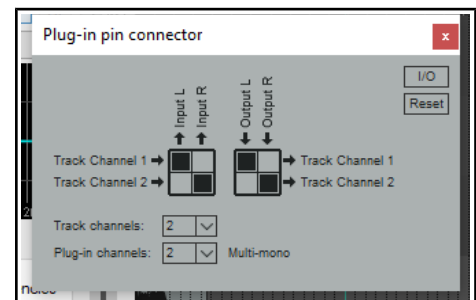 Plug-in pin connector
x
I/O
Reset
Input L
Input R
Output L
Output R
Track Channel 1
Track Channel 1
Track Channel 2
Track Channel 2
Track channels: 2
Plug-in channels: 2 Multi-mono